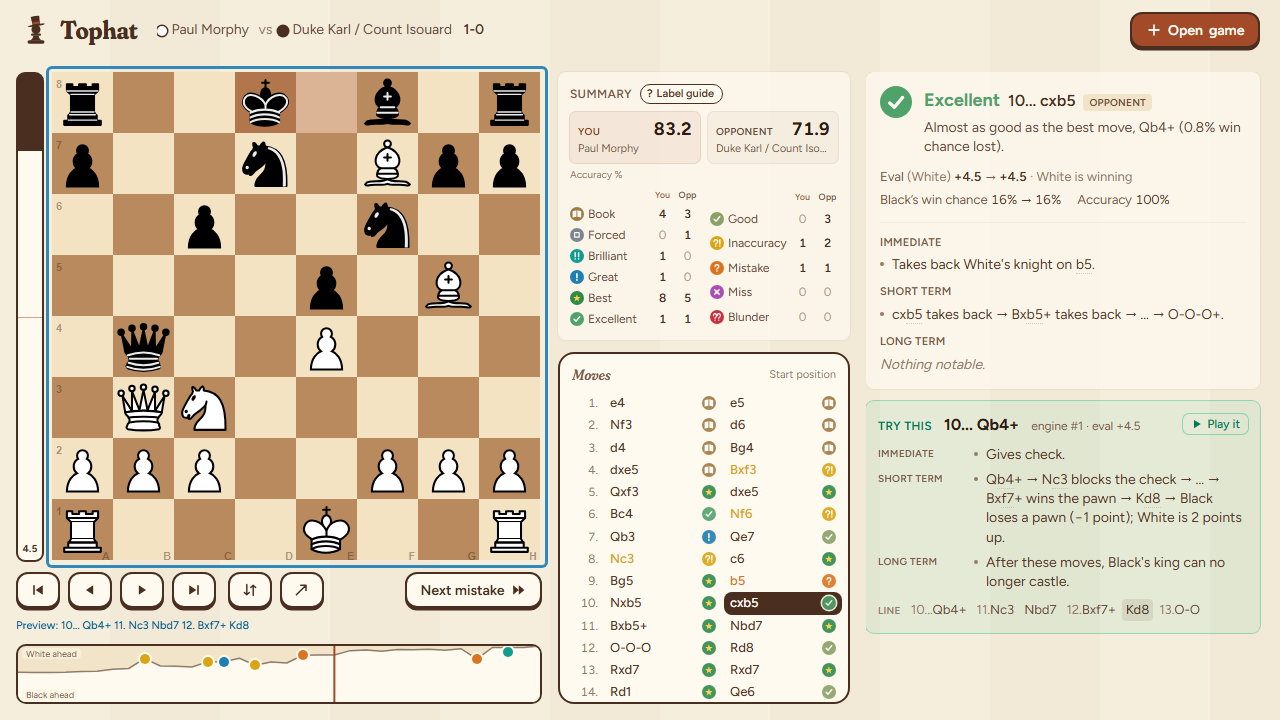 Tophat
Paul Morphy vs Duke Karl / Count Isouard 1-0
+ Open game
8
7
6
5
4
3
2
1
A B C D E F G H
4.5
Next mistake
Preview: 10... Qb4+ 11. Nc3 Nbd7 12. Bxf7+ Kd8
White ahead
Black ahead
SUMMARY ? Label guide
YOU 83.2
Paul Morphy
OPPONENT 71.9
Duke Karl / Count Iso...
Accuracy %
You Opp
Book 4 3
Forced 0 1
Brilliant 1 0
Great 1 0
Best 8 5
Excellent 1 1
You Opp
Good 0 3
Inaccuracy 1 2
Mistake 1 1
Miss 0 0
Blunder 0 0
Moves Start position
1. e4 e5
2. Nf3 d6
3. d4 Bg4
4. dxe5 Bxf3
5. Qxf3 dxe5
6. Bc4 Nf6
7. Qb3 Qe7
8. Nc3 c6
9. Bg5 b5
10. Nxb5 cxb5
11. Bxb5+ Nbd7
12. O-O-O Rd8
13. Rxd7 Rxd7
14. Rd1 Qe6
Excellent 10... cxb5 OPPONENT
Almost as good as the best move, Qb4+ (0.8% win
chance lost).
Eval (White) +4.5 → +4.5 · White is winning
Black's win chance 16% → 16% Accuracy 100%
IMMEDIATE
• Takes back White's knight on b5.
SHORT TERM
• cxb5 takes back → Bxb5+ takes back → ... → O-O-O+.
LONG TERM
Nothing notable.
TRY THIS 10... Qb4+ engine #1 · eval +4.5 Play it
IMMEDIATE • Gives check.
SHORT TERM • Qb4+ → Nc3 blocks the check → ... →
Bxf7+ wins the pawn → Kd8 → Black
loses a pawn (−1 point); White is 2 points
up.
LONG TERM • After these moves, Black's king can no
longer castle.
LINE 10...Qb4+ 11.Nc3 Nbd7 12.Bxf7+ Kd8 13.O-O